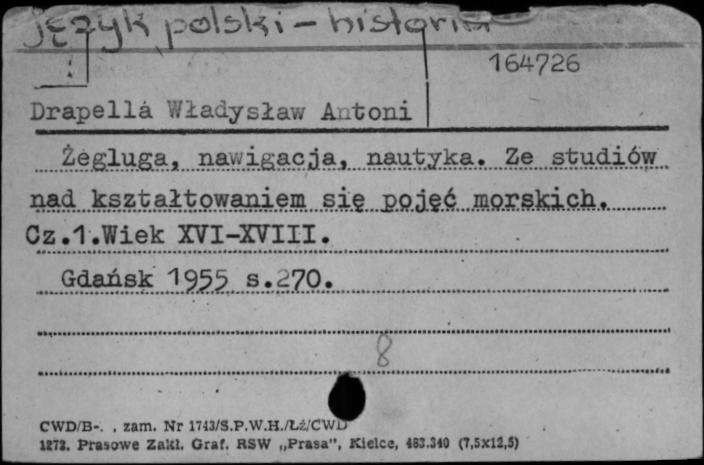 język polski - historia
164726
Drapella Władysław Antoni
Żegluga, nawigacja, nautyka. Ze studiów
nad kształtowaniem się pojęć morskich.
Cz.1.Wiek XVI-XVIII.
Gdańsk 1955 s.270.
8
CWD/B-. . zam. Nr 1743/S.P.W.H./Łż/CWD
1272. Prasowe Zakł. Graf. RSW „Prasa", Kielce, 483.340 (7,5x12,5)